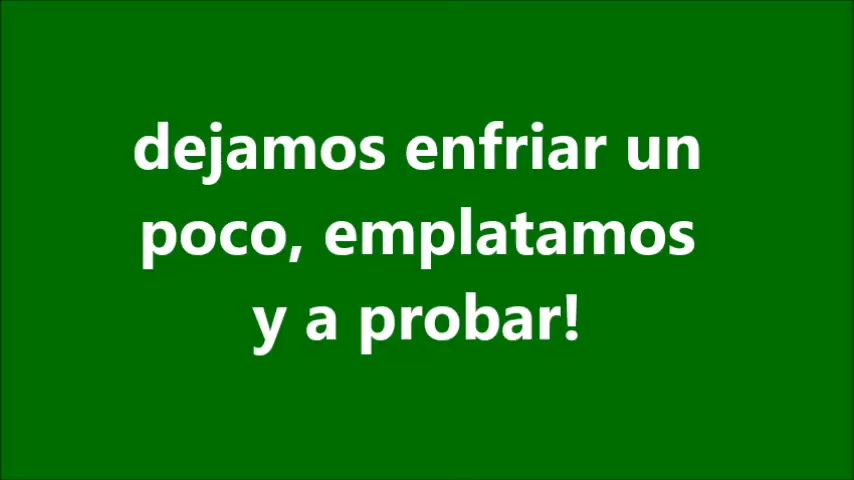 dejamos enfriar un
poco, emplatamos
y a probar!